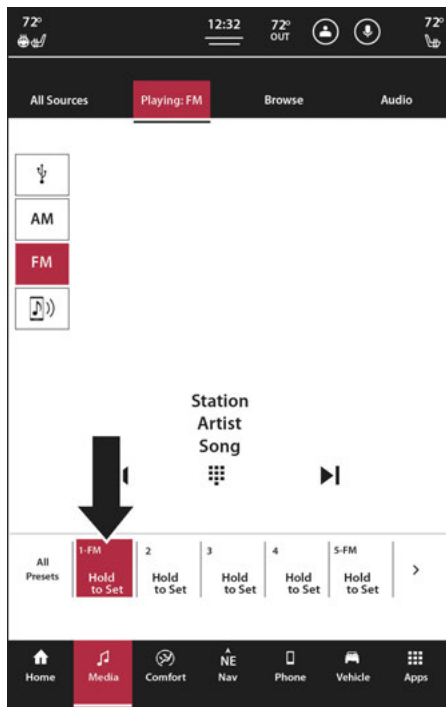 72°
12:32
72°
OUT
72°
All Sources
Playing: FM
Browse
Audio
AM
FM
Station
Artist
Song
All
Presets
1-FM
Hold
to Set
2
Hold
to Set
3
Hold
to Set
4
Hold
to Set
5-FM
Hold
to Set
Home
Media
Comfort
NE
Nav
Phone
Vehicle
Apps